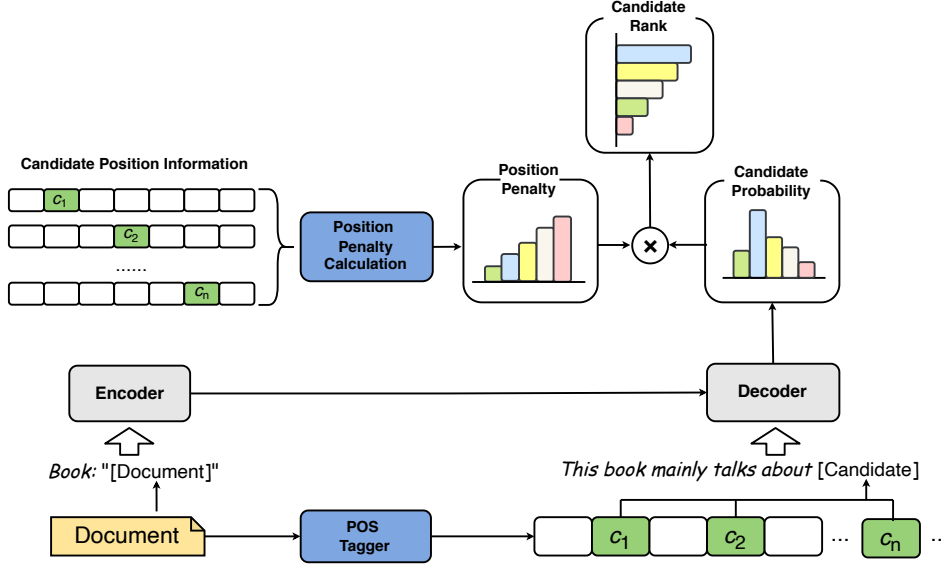 Candidate
Rank
Candidate Position Information
c1
c2
......
cn
Position
Penalty
Calculation
Position
Penalty
×
Candidate
Probability
Encoder
Decoder
Book: "[Document]"
This book mainly talks about [Candidate]
Document
POS
Tagger
c1
c2
...
cn
...